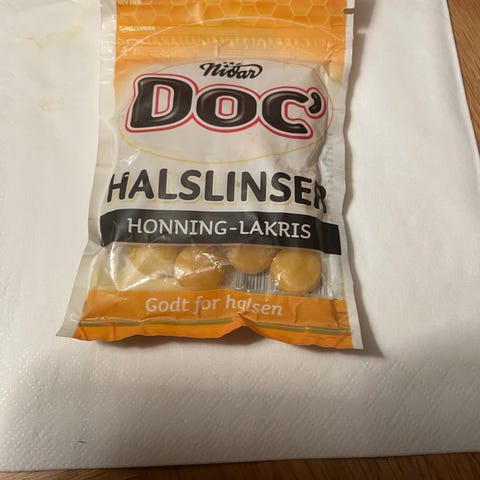 Nidar
DOC'
HALSLINSER
HONNING-LAKRIS
Godt for halsen